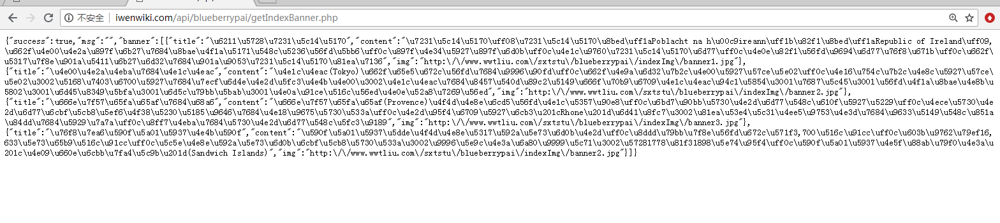 不安全 iwenwiki.com/api/blueberrypai/getIndexBanner.php
{"success":true,"msg":"","banner":[{"title":"\u6211\u5728\u7231\u5c14\u5170","content":"\u7231\u5c14\u5170\uff08\u7231\u5c14\u5170\u8bed\uff1aPoblacht na h\u00c9ireann\uff1b\u82f1\u8bed\uff1aRepublic of Ireland\uff09,
\u662f\u4e00\u4e2a\u897f\u6b27\u7684\u8bae\u4f1a\u5171\u548c\u5236\u56fd\u5bb6\uff0c\u897f\u4e34\u5927\u897f\u6d0b\uff0c\u4e1c\u9760\u7231\u5c14\u5170\u6d77\uff0c\u4e0e\u82f1\u56fd\u9694\u6d77\u76f8\u671b\uff0c\u662f\
\u5317\u7f8e\u901a\u5411\u6b27\u6d32\u7684\u901a\u9053\u7231\u5c14\u5170\u81ea\u7136","img":"http:\/\/www.wwtliu.com\/sxtstu\/blueberrypai\/indexImg\/banner1.jpg"},
{"title":"\u4e00\u4e2a\u4eba\u7684\u4e1c\u4eac","content":"\u4e1c\u4eac(Tokyo)\u662f\u65e5\u672c\u56fd\u7684\u9996\u90fd\uff0c\u662f\u4e9a\u6d32\u7b2c\u4e00\u5927\u57ce\u5e02\uff0c\u4e16\u754c\u7b2c\u4e8c\u5927\u57ce\
\u5e02\u3002\u5168\u7403\u6700\u5927\u7684\u7ecf\u6d4e\u4e2d\u5fc3\u4e4b\u4e00\u3002\u4e1c\u4eac\u7684\u8457\u540d\u89c2\u5149\u666f\u70b9\u6709\u4e1c\u4eac\u94c1\u5854\u3001\u7687\u5c45\u3001\u56fd\u4f1a\u8bae\u4e8b\
\u5802\u3001\u6d45\u8349\u5bfa\u3001\u6d5c\u79bb\u5bab\u3001\u4e0a\u91ce\u516c\u56ed\u4e0e\u52a8\u7269\u56ed","img":"http:\/\/www.wwtliu.com\/sxtstu\/blueberrypai\/indexImg\/banner2.jpg"},
{"title":"\u666e\u7f57\u65fa\u65af\u7684\u68a6","content":"\u666e\u7f57\u65fa\u65af(Provence)\u4f4d\u4e8e\u6cd5\u56fd\u4e1c\u5357\u90e8\uff0c\u6bd7\u90bb\u5730\u4e2d\u6d77\u548c\u610f\u5927\u5229\uff0c\u4ece\u5730\u4e\
2d\u6d77\u6cbf\u5cb8\u5ef6\u4f38\u5230\u5185\u9646\u7684\u4e18\u9675\u5730\u533a\uff0c\u4e2d\u95f4\u6709\u5927\u6cb3\u201cRhone\u201d\u6d41\u8fc7\u3002\u81ea\u53e4\u5c31\u4ee5\u9753\u4e3d\u7684\u9633\u5149\u548c\u851a\
\u84dd\u7684\u5929\u7a7a\uff0c\u8ff7\u4eba\u7684\u5730\u4e2d\u6d77\u548c\u5fc3\u9189","img":"http:\/\/www.wwtliu.com\/sxtstu\/blueberrypai\/indexImg\/banner3.jpg"},
{"title":"\u76f8\u7ea6\u590f\u5a01\u5937\u4e4b\u590f","content":"\u590f\u5a01\u5937\u5dde\u4f4d\u4e8e\u5317\u592a\u5e73\u6d0b\u4e2d\uff0c\u8ddd\u79bb\u7f8e\u56fd\u672c\u571f3,700\u516c\u91cc\uff0c\u603b\u9762\u79ef16,
633\u5e73\u65b9\u516c\u91cc\uff0c\u5c5e\u4e8e\u592a\u5e73\u6d0b\u6cbf\u5cb8\u5730\u533a\u3002\u9996\u5e9c\u4e3a\u6a80\u9999\u5c71\u3002\u57281778\u81f31898\u5e74\u95f4\uff0c\u590f\u5a01\u5937\u4e5f\u88ab\u79f0\u4e3a\u
201c\u4e09\u660e\u6cbb\u7fa4\u5c9b\u201d(Sandwich Islands)","img":"http:\/\/www.wwtliu.com\/sxtstu\/blueberrypai\/indexImg\/banner2.jpg"}]}